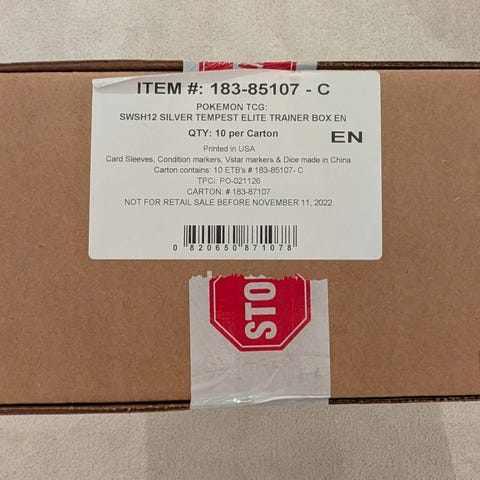 ITEM #: 183-85107 - C
POKEMON TCG:
SWSH12 SILVER TEMPEST ELITE TRAINER BOX EN
QTY: 10 per Carton
EN
Printed in USA
Card Sleeves, Condition markers, Vstar markers & Dice made in China
Carton contains: 10 ETB's # 183-85107- C
TPCi: PO-021126
CARTON: # 183-87107
NOT FOR RETAIL SALE BEFORE NOVEMBER 11, 2022
0 820650 871078
STO